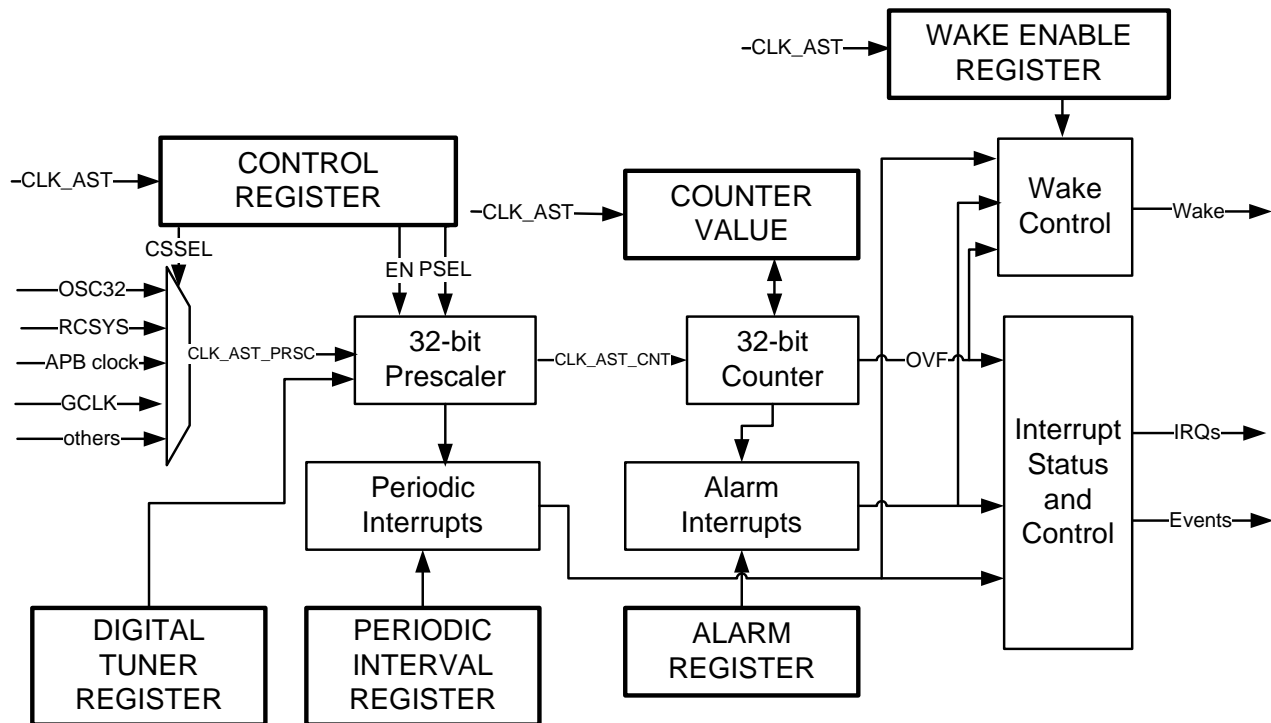 CLK_AST
WAKE ENABLE
REGISTER
CLK_AST
CONTROL
REGISTER
CLK_AST
COUNTER
VALUE
Wake
Control
Wake
CSSEL
EN
PSEL
OSC32
RCSYS
APB clock
GCLK
others
CLK_AST_PRSC
32-bit
Prescaler
CLK_AST_CNT
32-bit
Counter
OVF
Interrupt
Status
and
Control
IRQs
Events
Periodic
Interrupts
Alarm
Interrupts
DIGITAL
TUNER
REGISTER
PERIODIC
INTERVAL
REGISTER
ALARM
REGISTER